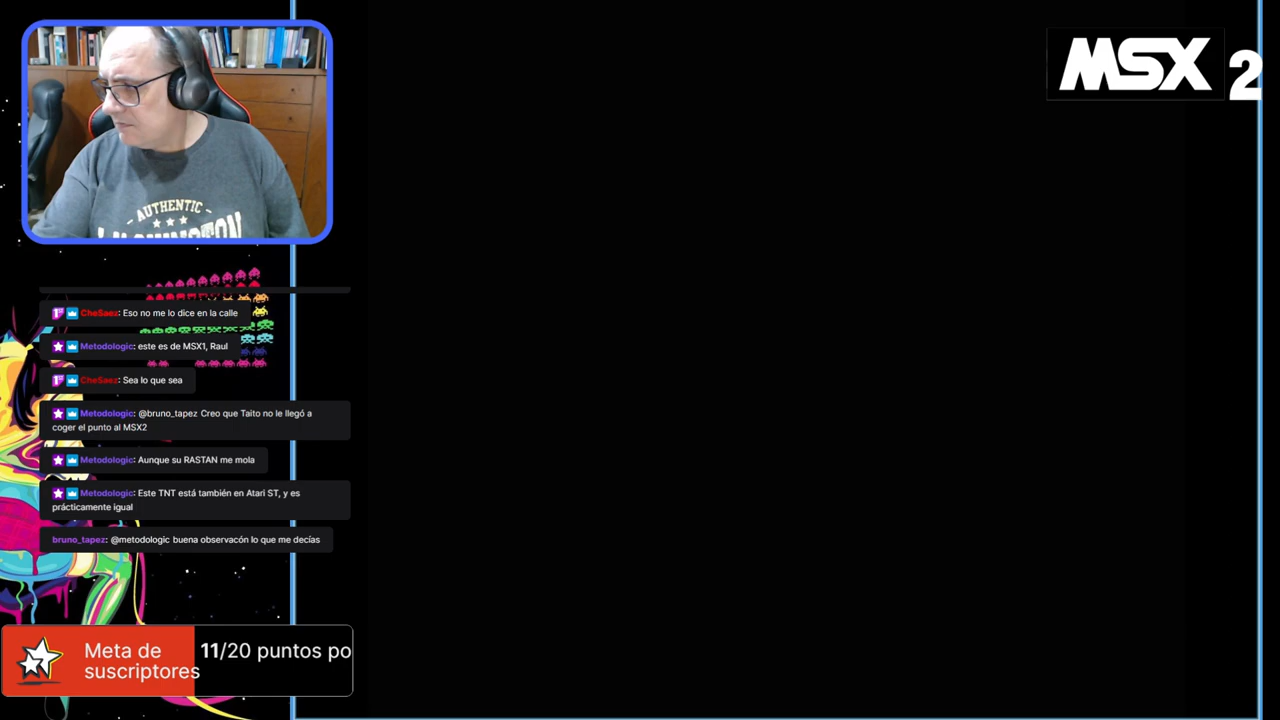 MSX 2
AUTHENTIC
CheSaez: Eso no me lo dice en la calle
Metodologic: este es de MSX1, Raul
CheSaez: Sea lo que sea
Metodologic: @bruno_tapez Creo que Taito no le llegó a
coger el punto al MSX2
Metodologic: Aunque su RASTAN me mola
Metodologic: Este TNT está también en Atari ST, y es
prácticamente igual
bruno_tapez: @metodologic buena observacón lo que me decías
Meta de
suscriptores
11/20 puntos po